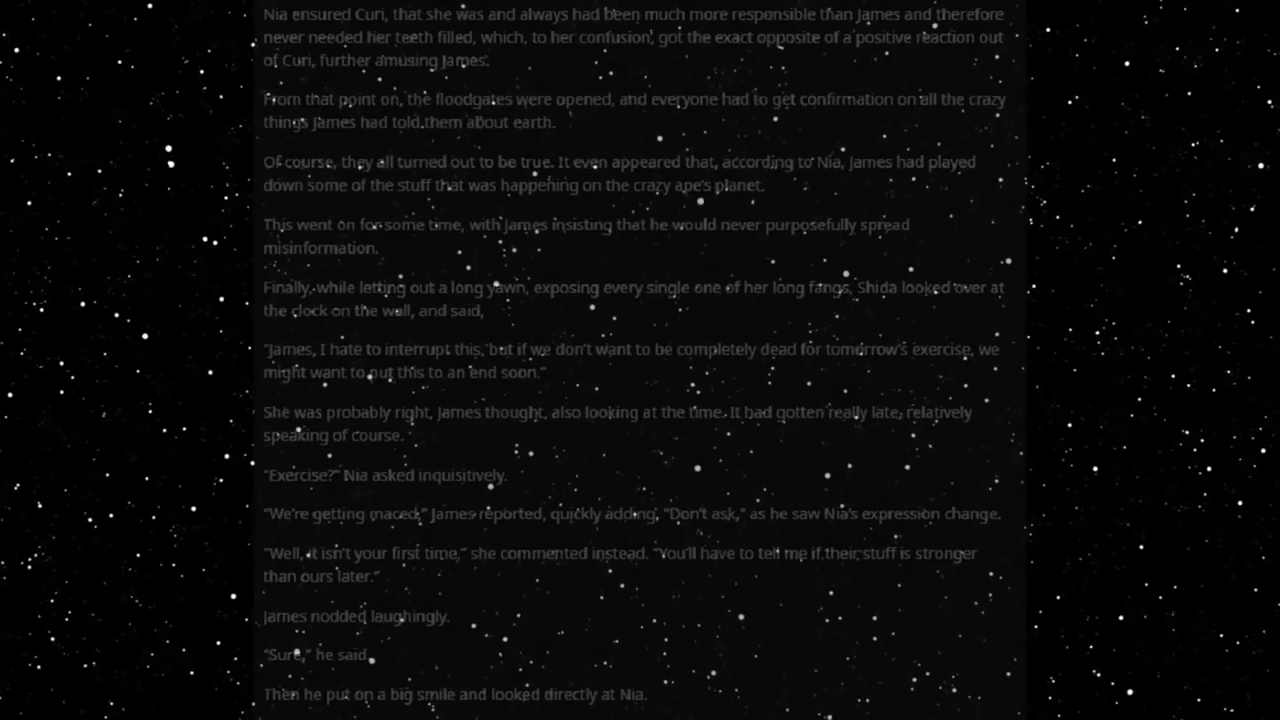 Nia ensured Curi, that she was and always had been much more responsible than James and therefore
never needed her teeth filled, which, to her confusion, got the exact opposite of a positive reaction out
of Curi, further amusing James.
From that point on, the floodgates were opened, and everyone had to get confirmation on all the crazy
things James had told them about earth.
Of course, they all turned out to be true. It even appeared that, according to Nia, James had played
down some of the stuff that was happening on the crazy ape's planet.
This went on for some time, with James insisting that he would never purposefully spread
misinformation.
Finally, while letting out a long yawn, exposing every single one of her long fangs, Shida looked over at
the clock on the wall, and said,
“James, I hate to interrupt this, but if we don't want to be completely dead for tomorrow's exercise, we
might want to put this to an end soon.”
She was probably right, James thought, also looking at the time. It had gotten really late, relatively
speaking of course.
“Exercise?” Nia asked inquisitively.
“We're getting maced,” James reported, quickly adding, “Don't ask,” as he saw Nia's expression change.
“Well, it isn't your first time,” she commented instead. “You'll have to tell me if their stuff is stronger
than ours later.”
James nodded laughingly.
“Sure,” he said.
Then he put on a big smile and looked directly at Nia.